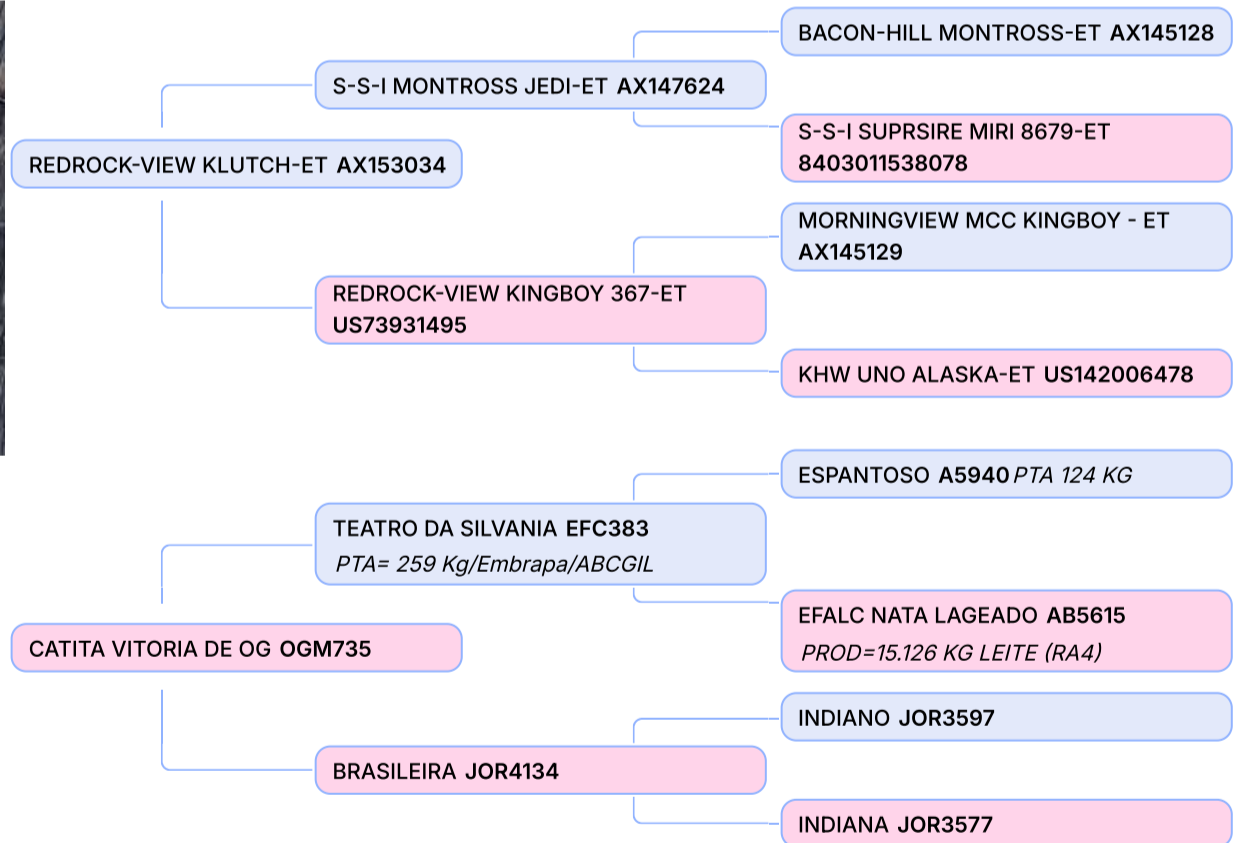 BACON-HILL MONTROSS-ET AX145128
S-S-I MONTROSS JEDI-ET AX147624
S-S-I SUPRSIRE MIRI 8679-ET
8403011538078
REDROCK-VIEW KLUTCH-ET AX153034
MORNINGVIEW MCC KINGBOY - ET
AX145129
REDROCK-VIEW KINGBOY 367-ET
US73931495
KHW UNO ALASKA-ET US142006478
ESPANTOSO A5940 PTA 124 KG
TEATRO DA SILVANIA EFC383
PTA= 259 Kg/Embrapa/ABCGIL
EFALC NATA LAGEADO AB5615
PROD=15.126 KG LEITE (RA4)
CATITA VITORIA DE OG OGM735
INDIANO JOR3597
BRASILEIRA JOR4134
INDIANA JOR3577